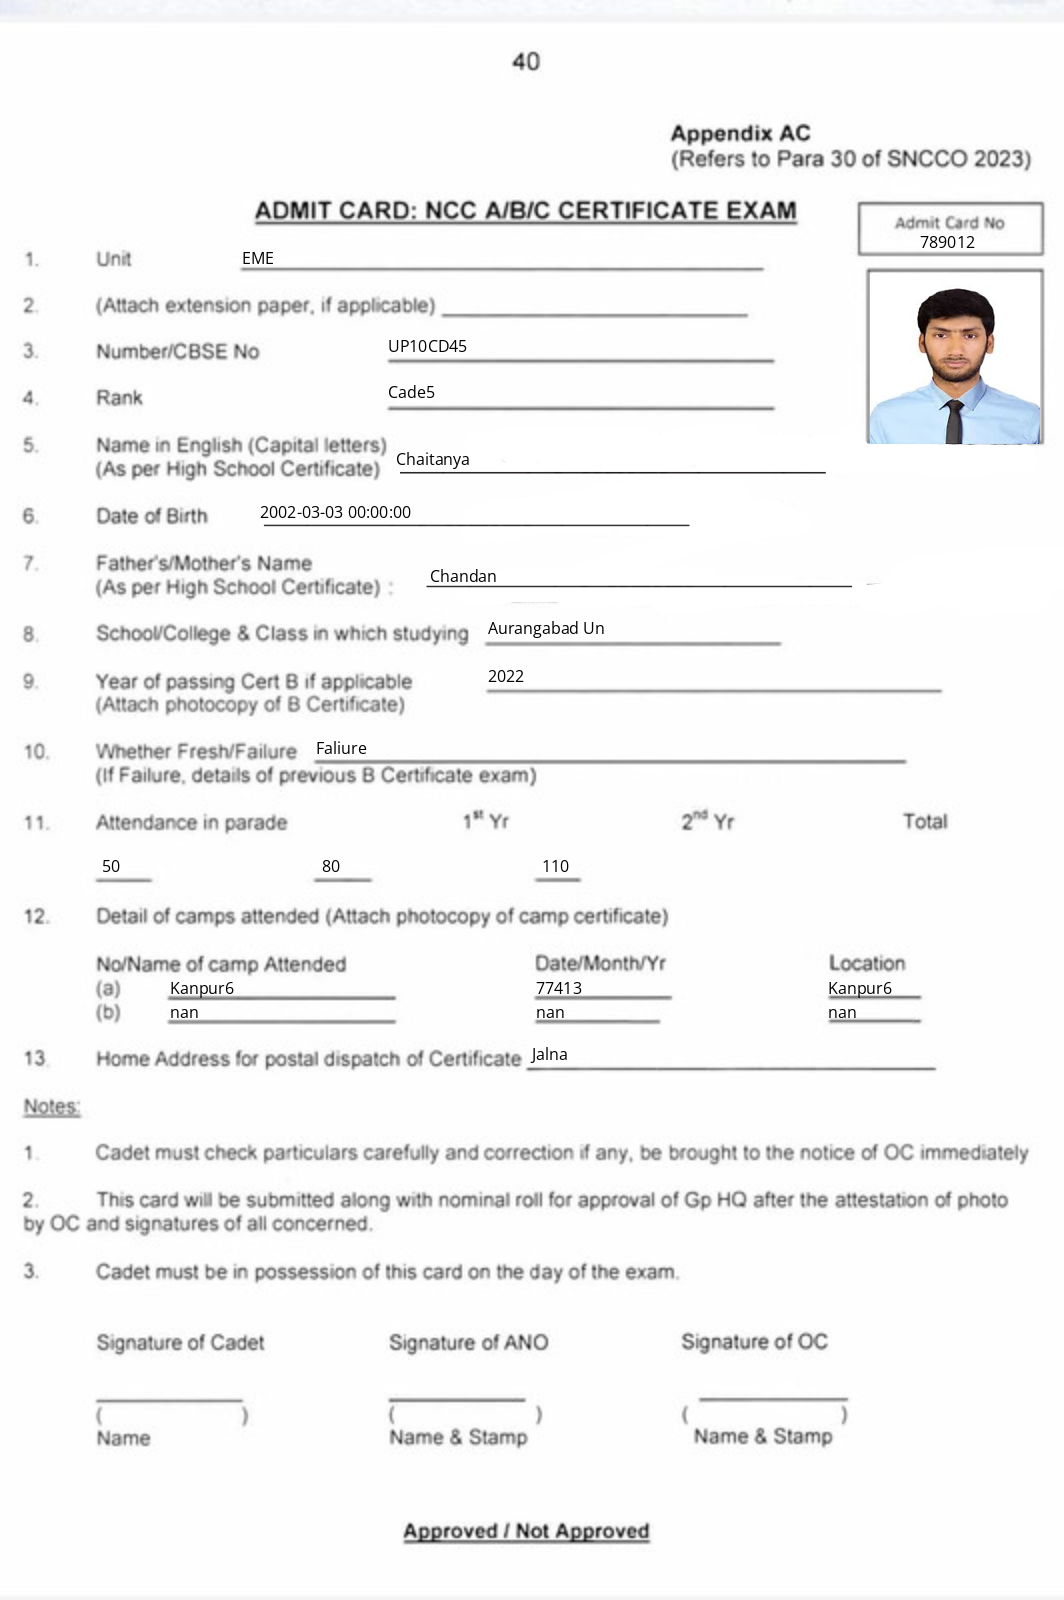 40
Appendix AC
(Refers to Para 30 of SNCCO 2023)
ADMIT CARD: NCC A/B/C CERTIFICATE EXAM
Admit Card No
789012
1. Unit EME
2. (Attach extension paper, if applicable)
3. Number/CBSE No UP10CD45
4. Rank Cade5
5. Name in English (Capital letters)
(As per High School Certificate) Chaitanya
6. Date of Birth 2002-03-03 00:00:00
7. Father's/Mother's Name
(As per High School Certificate) : Chandan
8. School/College & Class in which studying Aurangabad Un
9. Year of passing Cert B if applicable 2022
(Attach photocopy of B Certificate)
10. Whether Fresh/Failure Faliure
(If Failure, details of previous B Certificate exam)
11. Attendance in parade 1st Yr 2nd Yr Total
50 80 110
12. Detail of camps attended (Attach photocopy of camp certificate)
No/Name of camp Attended Date/Month/Yr Location
(a) Kanpur6 77413 Kanpur6
(b) nan nan nan
13. Home Address for postal dispatch of Certificate Jalna
Notes:
1. Cadet must check particulars carefully and correction if any, be brought to the notice of OC immediately
2. This card will be submitted along with nominal roll for approval of Gp HQ after the attestation of photo
by OC and signatures of all concerned.
3. Cadet must be in possession of this card on the day of the exam.
Signature of Cadet Signature of ANO Signature of OC
( ) ( ) ( )
Name Name & Stamp Name & Stamp
Approved / Not Approved